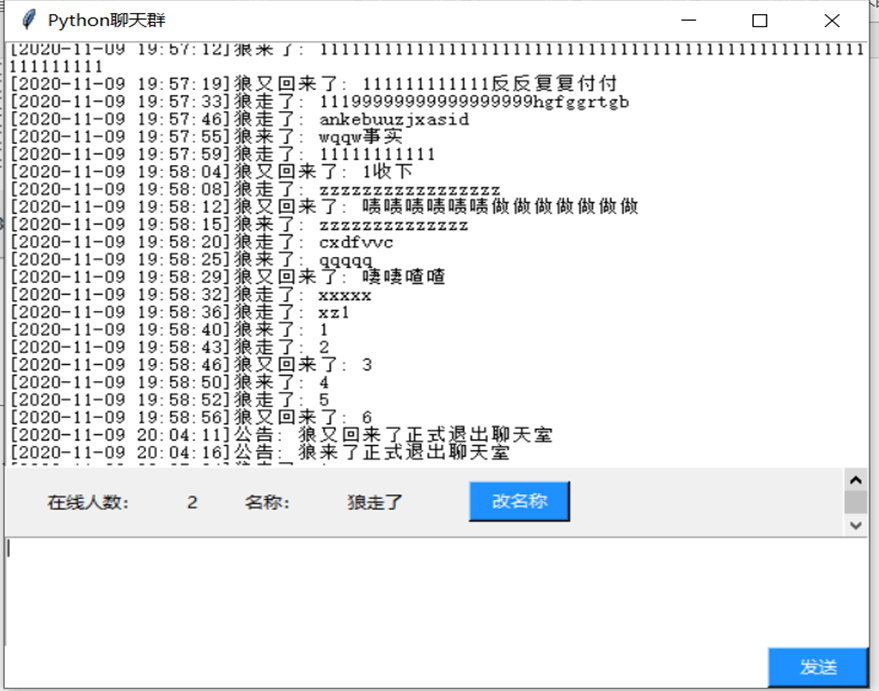 Python聊天群
[2020-11-09 19:57:12]狼来了: 11111111111111111111111111111111111111111111111111
111111111
[2020-11-09 19:57:19]狼又回来了: 111111111111反反复复付付
[2020-11-09 19:57:33]狼走了: 11199999999999999999hgfggrtgb
[2020-11-09 19:57:46]狼走了: ankebuuzjxasid
[2020-11-09 19:57:55]狼来了: wqqw事实
[2020-11-09 19:57:59]狼走了: 11111111111
[2020-11-09 19:58:04]狼又回来了: 1收下
[2020-11-09 19:58:08]狼走了: zzzzzzzzzzzzzzzzz
[2020-11-09 19:58:12]狼又回来了: 啧啧啧啧啧啧做做做做做做做
[2020-11-09 19:58:15]狼来了: zzzzzzzzzzzzzz
[2020-11-09 19:58:20]狼走了: cxdfvvc
[2020-11-09 19:58:25]狼来了: qqqqq
[2020-11-09 19:58:29]狼又回来了: 啛啛喳喳
[2020-11-09 19:58:32]狼走了: xxxxx
[2020-11-09 19:58:36]狼走了: xz1
[2020-11-09 19:58:40]狼来了: 1
[2020-11-09 19:58:43]狼走了: 2
[2020-11-09 19:58:46]狼又回来了: 3
[2020-11-09 19:58:50]狼来了: 4
[2020-11-09 19:58:52]狼走了: 5
[2020-11-09 19:58:56]狼又回来了: 6
[2020-11-09 20:04:11]公告: 狼又回来了正式退出聊天室
[2020-11-09 20:04:16]公告: 狼来了正式退出聊天室
在线人数: 2 名称: 狼走了 改名称
发送